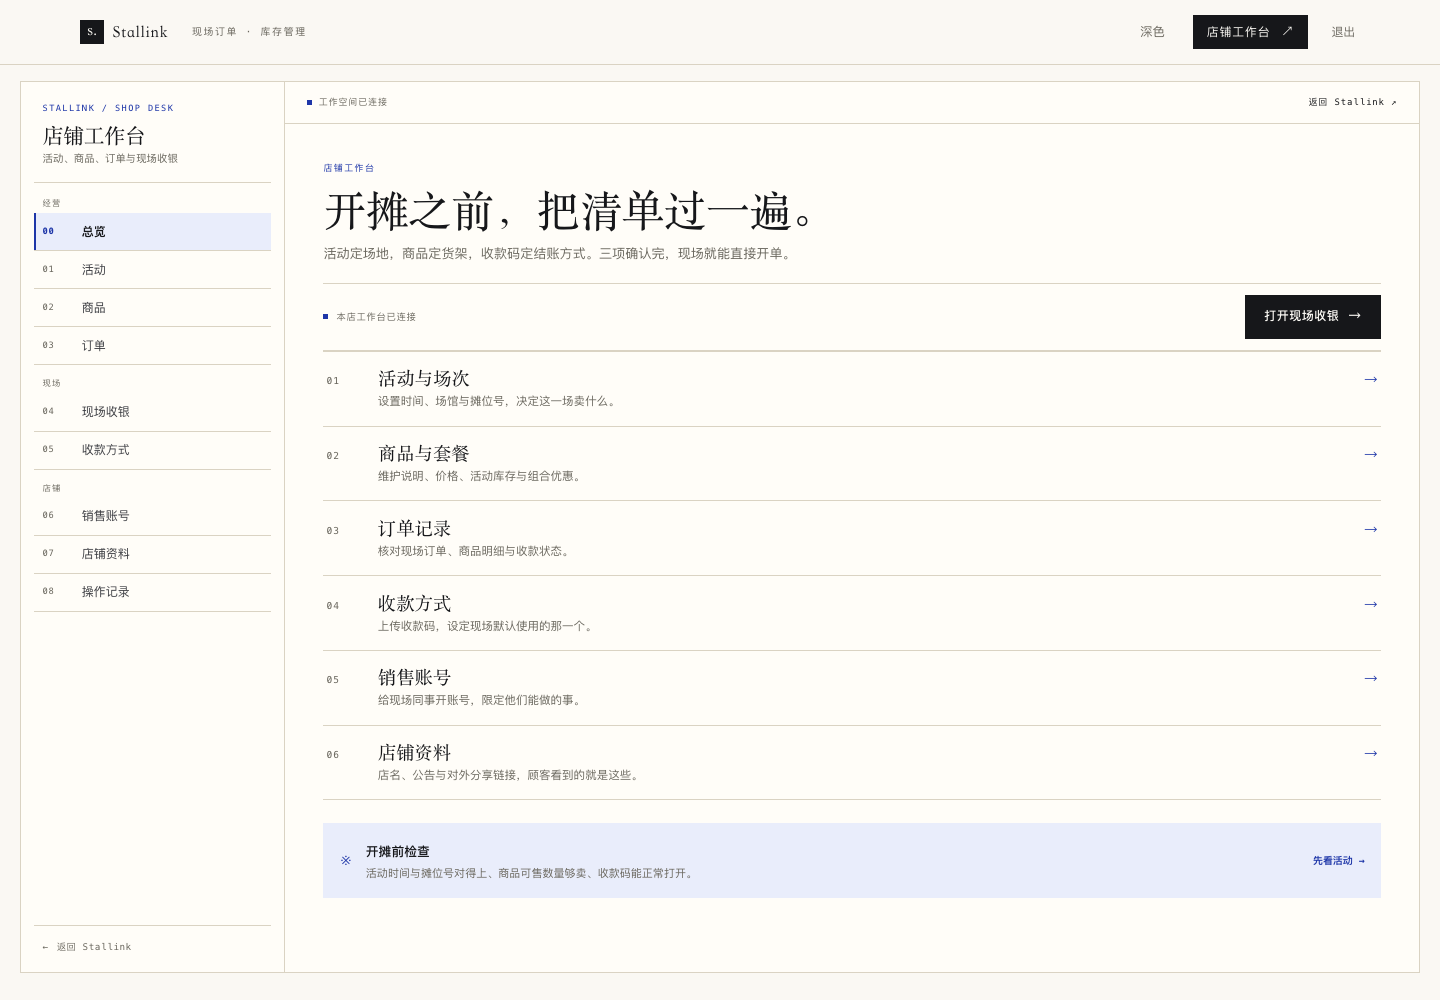 s. Stallink 现场订单 · 库存管理 深色 店铺工作台 ↗ 退出
STALLINK / SHOP DESK
店铺工作台
活动、商品、订单与现场收银
经营
00 总览
01 活动
02 商品
03 订单
现场
04 现场收银
05 收款方式
店铺
06 销售账号
07 店铺资料
08 操作记录
← 返回 Stallink
工作空间已连接 返回 Stallink ↗
店铺工作台
开摊之前，把清单过一遍。
活动定场地，商品定货架，收款码定结账方式。三项确认完，现场就能直接开单。
本店工作台已连接 打开现场收银 →
01 活动与场次 →
设置时间、场馆与摊位号，决定这一场卖什么。
02 商品与套餐 →
维护说明、价格、活动库存与组合优惠。
03 订单记录 →
核对现场订单、商品明细与收款状态。
04 收款方式 →
上传收款码，设定现场默认使用的那一个。
05 销售账号 →
给现场同事开账号，限定他们能做的事。
06 店铺资料 →
店名、公告与对外分享链接，顾客看到的就是这些。
※ 开摊前检查
活动时间与摊位号对得上、商品可售数量够卖、收款码能正常打开。
先看活动 →